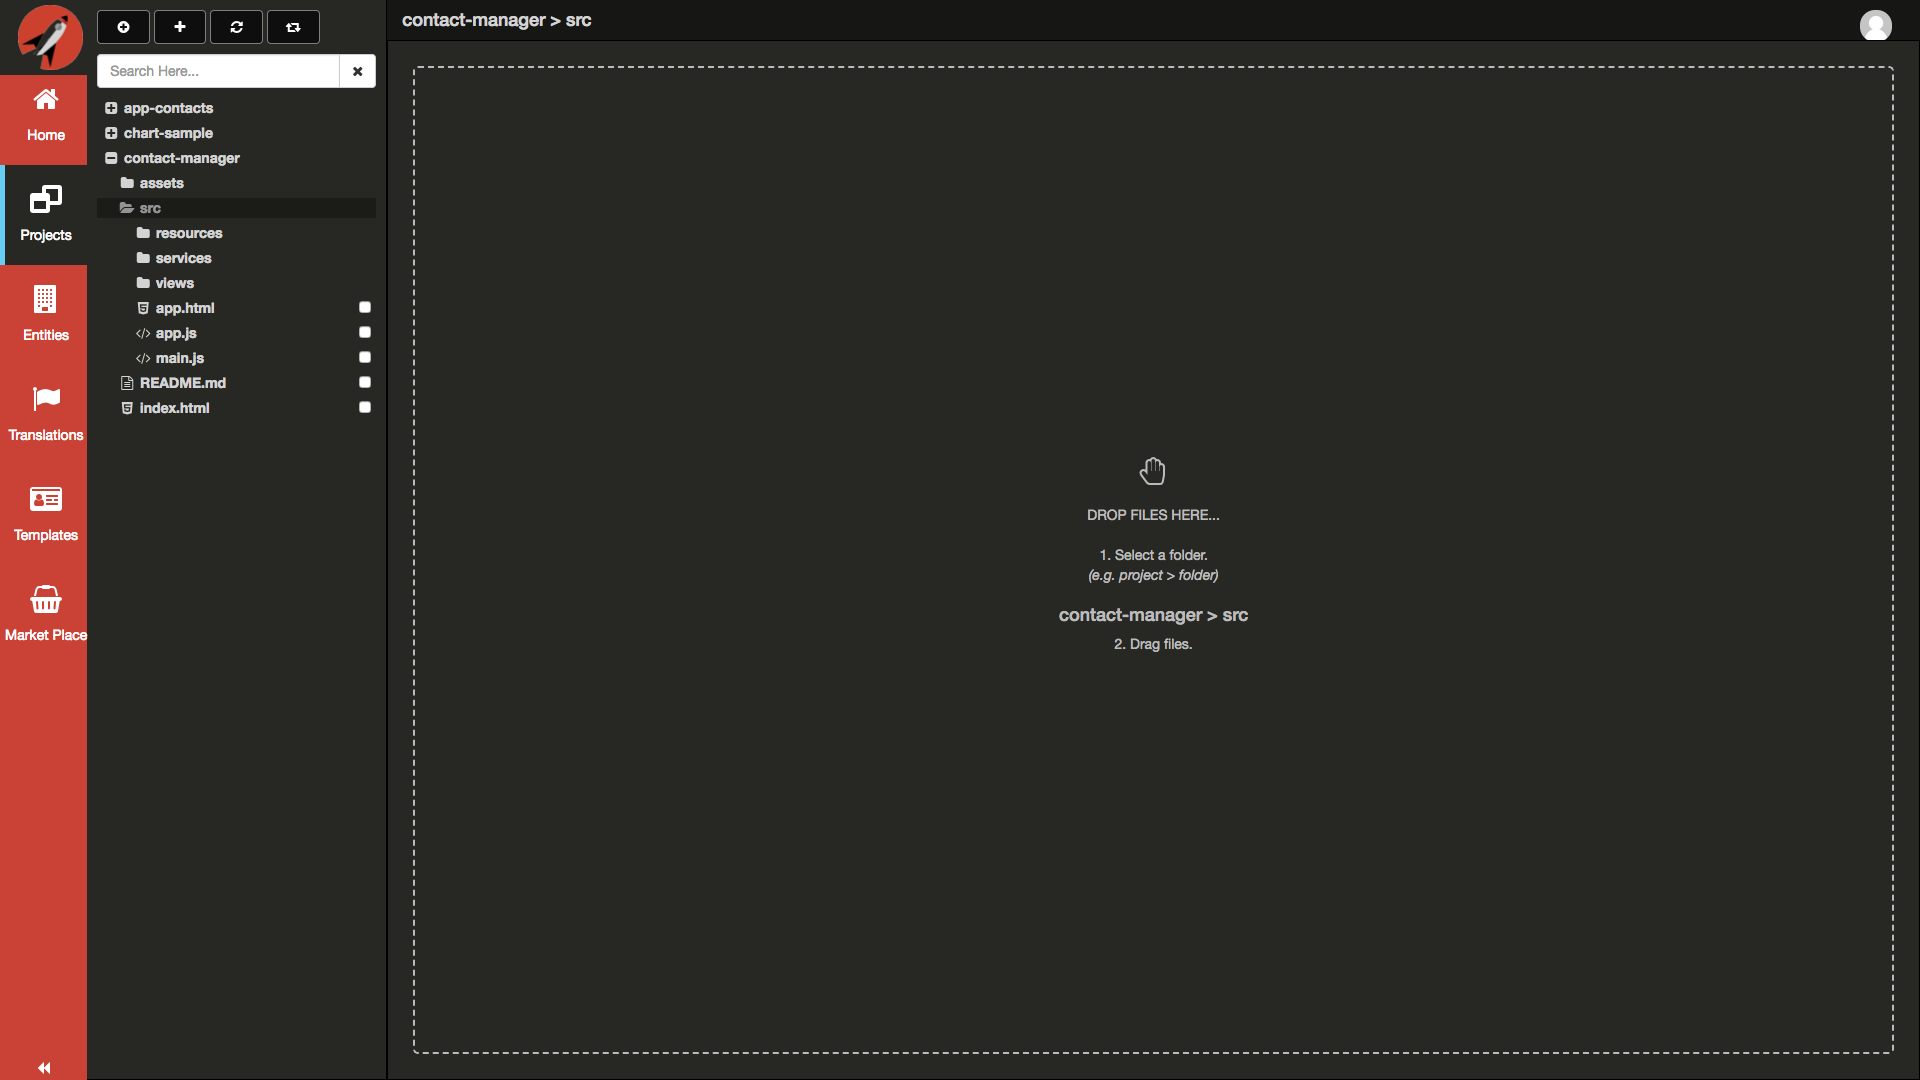 contact-manager > src
Search Here...
Home
Projects
Entities
Translations
Templates
Market Place
app-contacts
chart-sample
contact-manager
assets
src
resources
services
views
app.html
app.js
main.js
README.md
index.html
DROP FILES HERE...
1. Select a folder.
(e.g. project > folder)
contact-manager > src
2. Drag files.